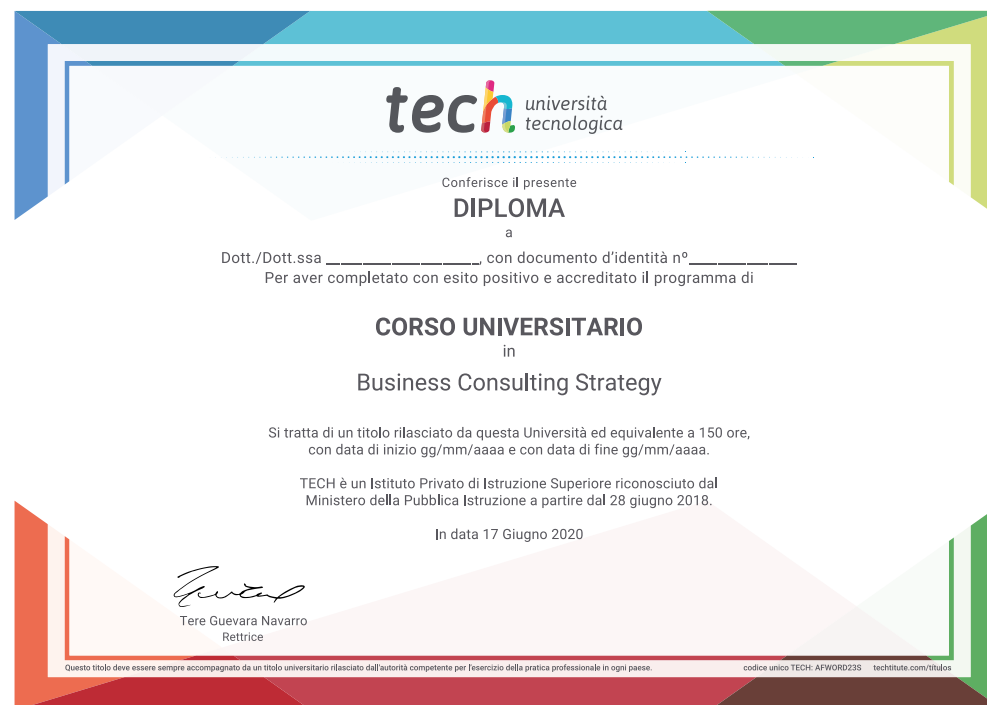 tech università
tecnologica
Conferisce il presente
DIPLOMA
a
Dott./Dott.ssa ____________________, con documento d'identità nº______________
Per aver completato con esito positivo e accreditato il programma di
CORSO UNIVERSITARIO
in
Business Consulting Strategy
Si tratta di un titolo rilasciato da questa Università ed equivalente a 150 ore,
con data di inizio gg/mm/aaaa e con data di fine gg/mm/aaaa.
TECH è un Istituto Privato di Istruzione Superiore riconosciuto dal
Ministero della Pubblica Istruzione a partire dal 28 giugno 2018.
In data 17 Giugno 2020
Tere Guevara Navarro
Rettrice
Questo titolo deve essere sempre accompagnato da un titolo universitario rilasciato dall'autorità competente per l'esercizio della pratica professionale in ogni paese. codice unico TECH: AFWORD23S techtitute.com/títulos